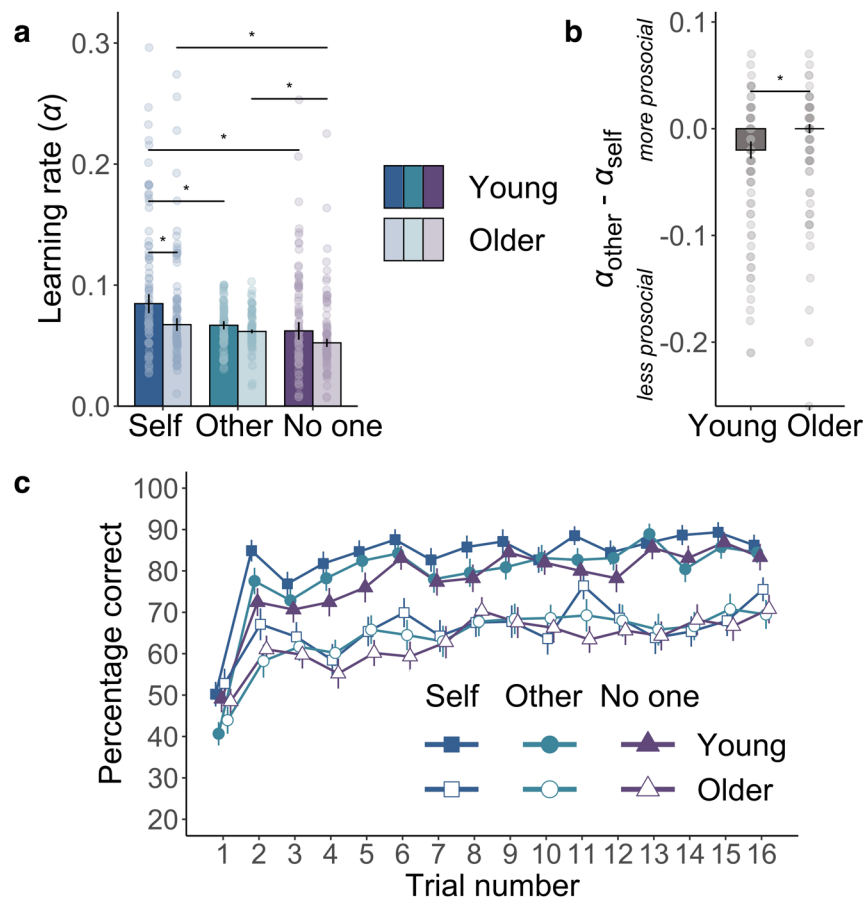 a
Learning rate (α)
0.3
0.2
0.1
0.0
*
*
*
*
*
Self Other No one
Young
Older
b
α_other - α_self
more prosocial
less prosocial
0.1
0.0
-0.1
-0.2
*
Young Older
c
Percentage correct
100
90
80
70
60
50
40
30
20
Self Other No one
Young
Older
1 2 3 4 5 6 7 8 9 10 11 12 13 14 15 16
Trial number